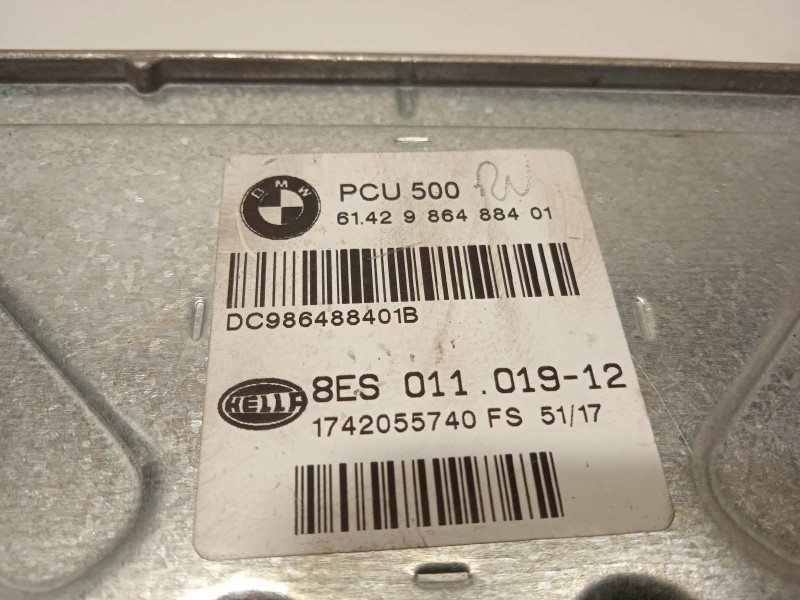 BMW
PCU 500
61.42 9 864 884 01
DC986488401B
HELLA
8ES 011.019-12
1742055740 FS 51/17